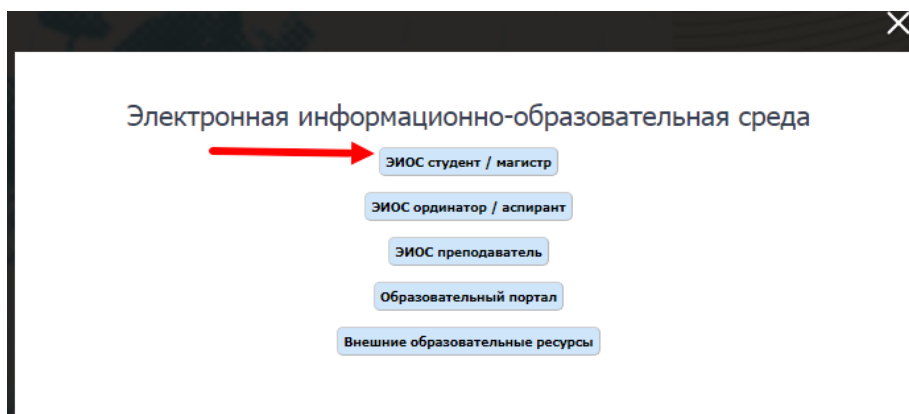 Электронная информационно-образовательная среда
ЭИОС студент / магистр
ЭИОС ординатор / аспирант
ЭИОС преподаватель
Образовательный портал
Внешние образовательные ресурсы